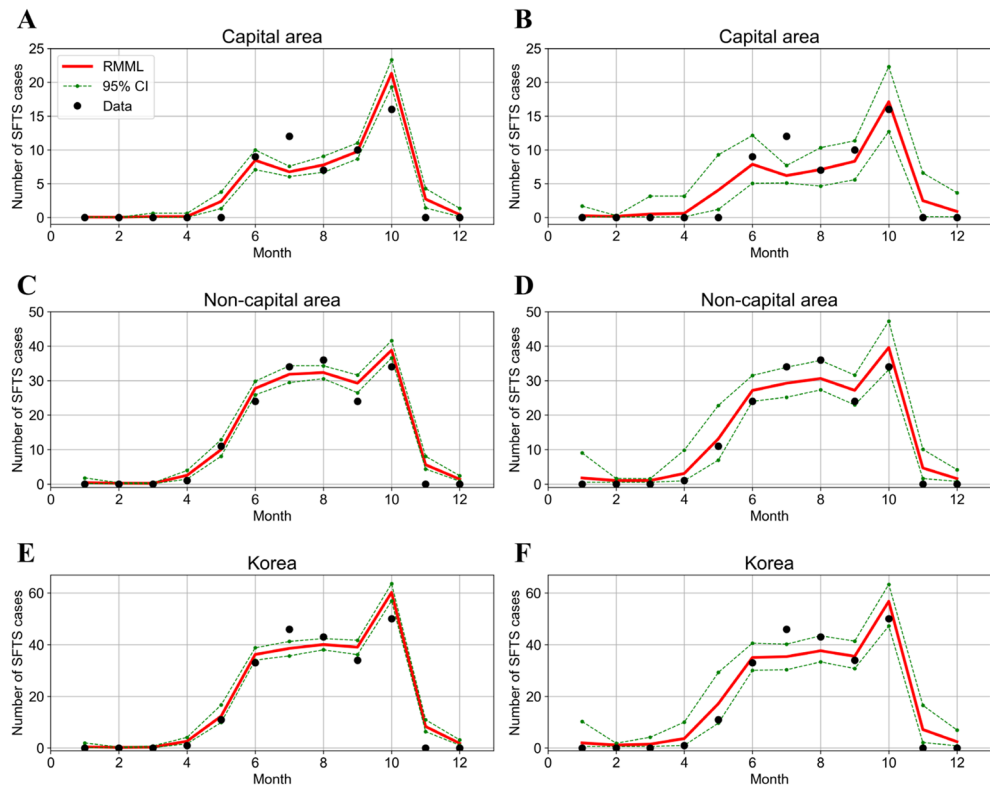 A
Capital area
Number of SFTS cases
25
20
15
10
5
0
RMML
95% CI
Data
0 2 4 6 8 10 12
Month
B
Capital area
Number of SFTS cases
25
20
15
10
5
0
0 2 4 6 8 10 12
Month
C
Non-capital area
Number of SFTS cases
50
40
30
20
10
0
0 2 4 6 8 10 12
Month
D
Non-capital area
Number of SFTS cases
50
40
30
20
10
0
0 2 4 6 8 10 12
Month
E
Korea
Number of SFTS cases
60
40
20
0
0 2 4 6 8 10 12
Month
F
Korea
Number of SFTS cases
60
40
20
0
0 2 4 6 8 10 12
Month